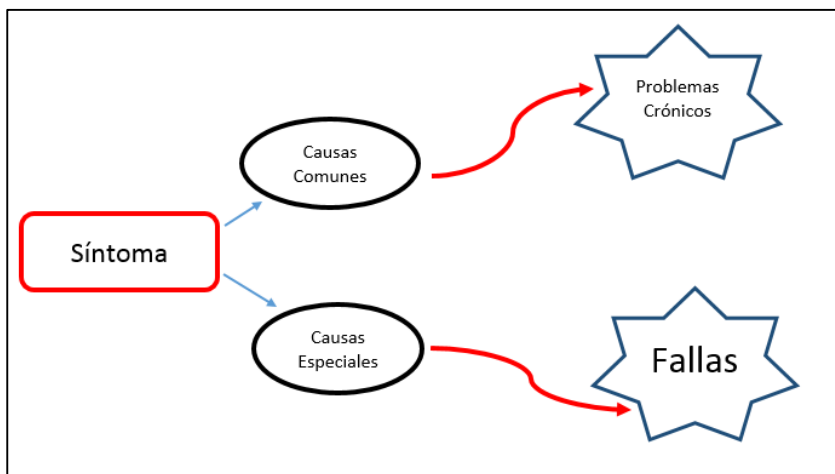 Síntoma
Causas
Comunes
Problemas
Crónicos
Causas
Especiales
Fallas